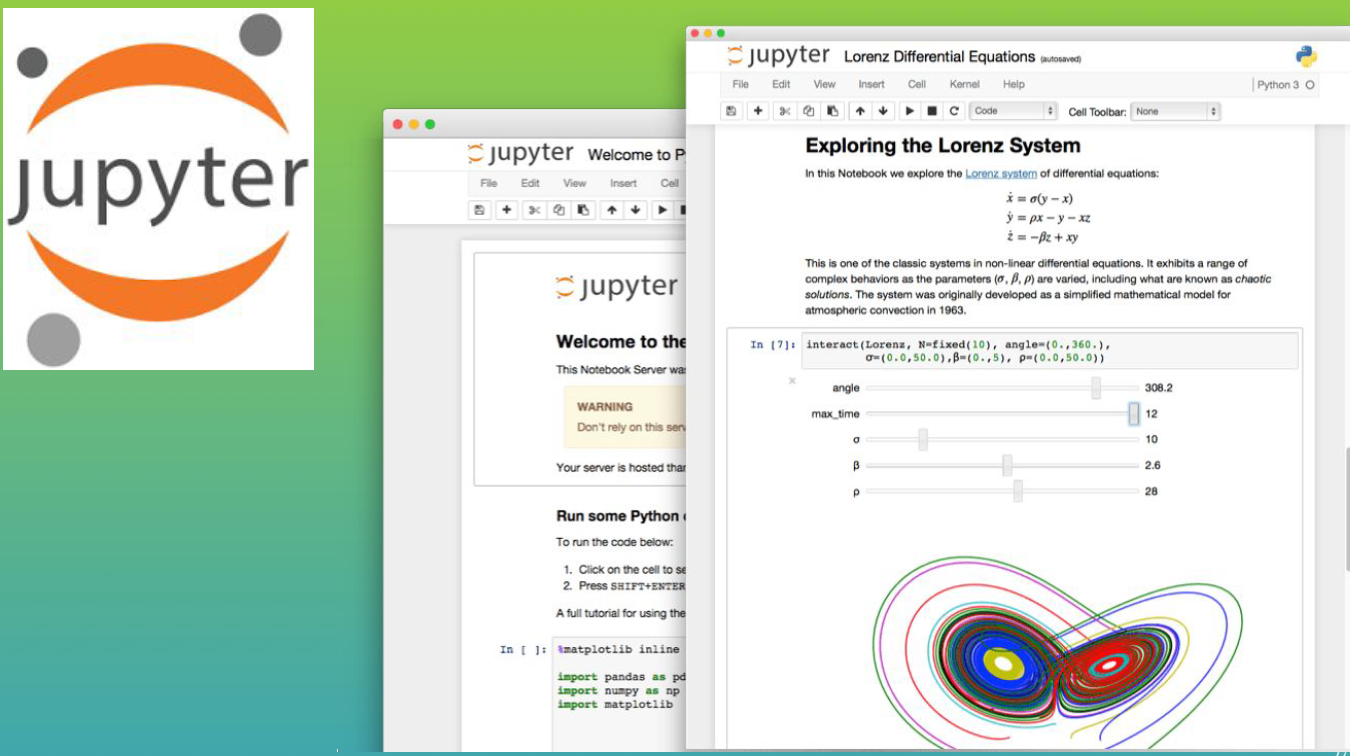 jupyter
jupyter Welcome to P
File Edit View Insert Cell
jupyter
Welcome to the
This Notebook Server was
WARNING
Don't rely on this serv
Your server is hosted than
Run some Python
To run the code below:
1. Click on the cell to se
2. Press SHIFT+ENTER
A full tutorial for using the
In [ ]: %matplotlib inline
import pandas as pd
import numpy as np
import matplotlib
jupyter Lorenz Differential Equations (autosaved)
File Edit View Insert Cell Kernel Help
Python 3
Code Cell Toolbar: None
Exploring the Lorenz System
In this Notebook we explore the Lorenz system of differential equations:
ẋ = σ(y − x)
ẏ = ρx − y − xz
ż = −βz + xy
This is one of the classic systems in non-linear differential equations. It exhibits a range of
complex behaviors as the parameters (σ, β, ρ) are varied, including what are known as chaotic
solutions. The system was originally developed as a simplified mathematical model for
atmospheric convection in 1963.
In [7]: interact(Lorenz, N=fixed(10), angle=(0.,360.),
σ=(0.0,50.0),β=(0.,5), ρ=(0.0,50.0))
x
angle 308.2
max_time 12
σ 10
β 2.6
ρ 28